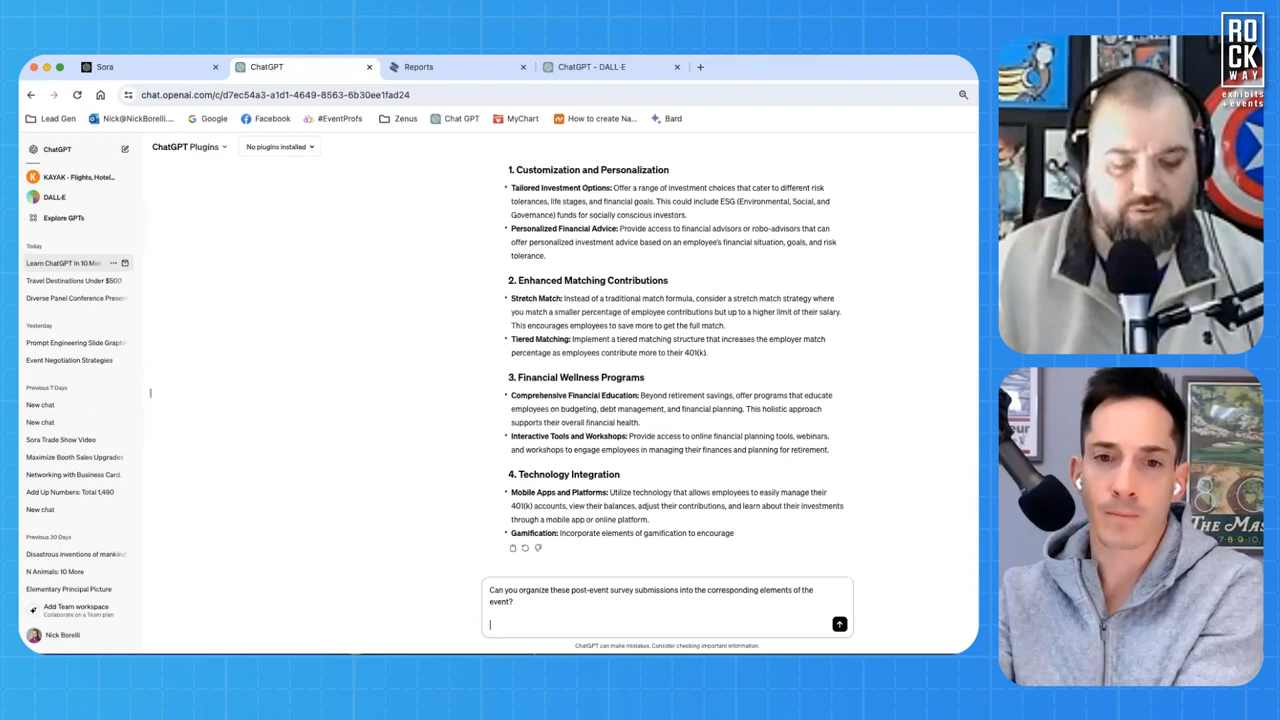 RO
CK
WAY
exhibits
+events
Sora
ChatGPT
Reports
ChatGPT - DALL·E
chat.openai.com/c/d7ec54a3-a1d1-4649-8563-6b30ee1fad24
Lead Gen
Nick@NickBorelli....
Google
Facebook
#EventProfs
Zenus
Chat GPT
MyChart
How to create Na...
Bard
ChatGPT
KAYAK - Flights, Hotel...
DALL·E
Explore GPTs
Today
Learn ChatGPT in 10 Min
Travel Destinations Under $500
Diverse Panel Conference Presen
Yesterday
Prompt Engineering Slide Graphi
Event Negotiation Strategies
Previous 7 Days
New chat
New chat
Sora Trade Show Video
Maximize Booth Sales Upgrades
Networking with Business Card.
Add Up Numbers: Total 1,490
New chat
Previous 30 Days
Disastrous inventions of mankind
N Animals: 10 More
Elementary Principal Picture
Add Team workspace
Collaborate on a Team plan
Nick Borelli
ChatGPT Plugins
No plugins installed
1. Customization and Personalization
• Tailored Investment Options: Offer a range of investment choices that cater to different risk
tolerances, life stages, and financial goals. This could include ESG (Environmental, Social, and
Governance) funds for socially conscious investors.
• Personalized Financial Advice: Provide access to financial advisors or robo-advisors that can
offer personalized investment advice based on an employee's financial situation, goals, and risk
tolerance.
2. Enhanced Matching Contributions
• Stretch Match: Instead of a traditional match formula, consider a stretch match strategy where
you match a smaller percentage of employee contributions but up to a higher limit of their salary.
This encourages employees to save more to get the full match.
• Tiered Matching: Implement a tiered matching structure that increases the employer match
percentage as employees contribute more to their 401(k).
3. Financial Wellness Programs
• Comprehensive Financial Education: Beyond retirement savings, offer programs that educate
employees on budgeting, debt management, and financial planning. This holistic approach
supports their overall financial health.
• Interactive Tools and Workshops: Provide access to online financial planning tools, webinars,
and workshops to engage employees in managing their finances and planning for retirement.
4. Technology Integration
• Mobile Apps and Platforms: Utilize technology that allows employees to easily manage their
401(k) accounts, view their balances, adjust their contributions, and learn about their investments
through a mobile app or online platform.
• Gamification: Incorporate elements of gamification to encourage
Can you organize these post-event survey submissions into the corresponding elements of the
event?
ChatGPT can make mistakes. Consider checking important information.
THE MAS
7-8-9-10,